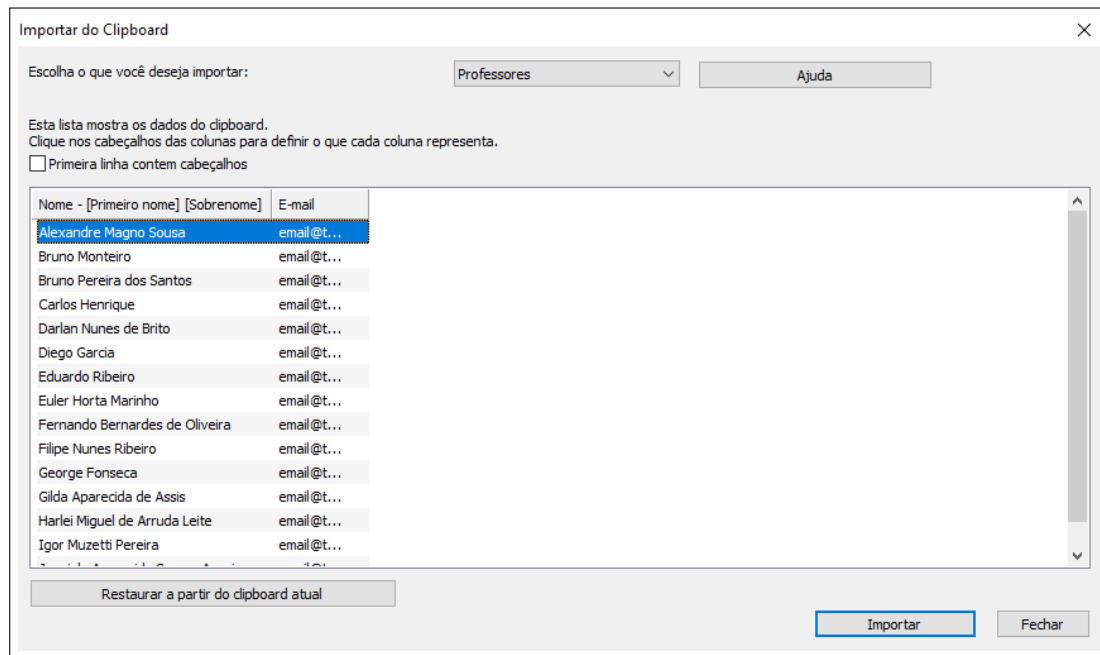 Importar do Clipboard
Escolha o que você deseja importar:
Professores
Ajuda
Esta lista mostra os dados do clipboard.
Clique nos cabeçalhos das colunas para definir o que cada coluna representa.
Primeira linha contem cabeçalhos
Nome - [Primeiro nome] [Sobrenome] E-mail
Alexandre Magno Sousa email@t...
Bruno Monteiro email@t...
Bruno Pereira dos Santos email@t...
Carlos Henrique email@t...
Darlan Nunes de Brito email@t...
Diego Garcia email@t...
Eduardo Ribeiro email@t...
Euler Horta Marinho email@t...
Fernando Bernardes de Oliveira email@t...
Filipe Nunes Ribeiro email@t...
George Fonseca email@t...
Gilda Aparecida de Assis email@t...
Harlei Miguel de Arruda Leite email@t...
Igor Muzetti Pereira email@t...
Restaurar a partir do clipboard atual
Importar
Fechar